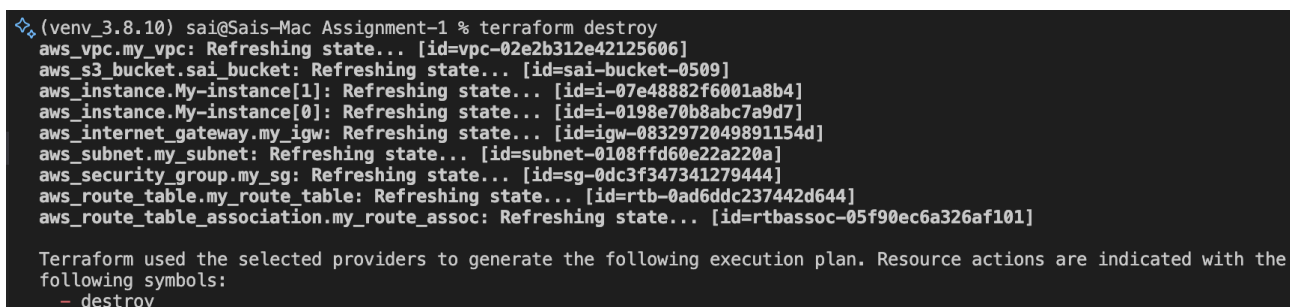 (venv_3.8.10) sai@Sais-Mac Assignment-1 % terraform destroy
aws_vpc.my_vpc: Refreshing state... [id=vpc-02e2b312e42125606]
aws_s3_bucket.sai_bucket: Refreshing state... [id=sai-bucket-0509]
aws_instance.My-instance[1]: Refreshing state... [id=i-07e48882f6001a8b4]
aws_instance.My-instance[0]: Refreshing state... [id=i-0198e70b8abc7a9d7]
aws_internet_gateway.my_igw: Refreshing state... [id=igw-0832972049891154d]
aws_subnet.my_subnet: Refreshing state... [id=subnet-0108ffd60e22a220a]
aws_security_group.my_sg: Refreshing state... [id=sg-0dc3f347341279444]
aws_route_table.my_route_table: Refreshing state... [id=rtb-0ad6ddc237442d644]
aws_route_table_association.my_route_assoc: Refreshing state... [id=rtbassoc-05f90ec6a326af101]
Terraform used the selected providers to generate the following execution plan. Resource actions are indicated with the
following symbols:
- destroy